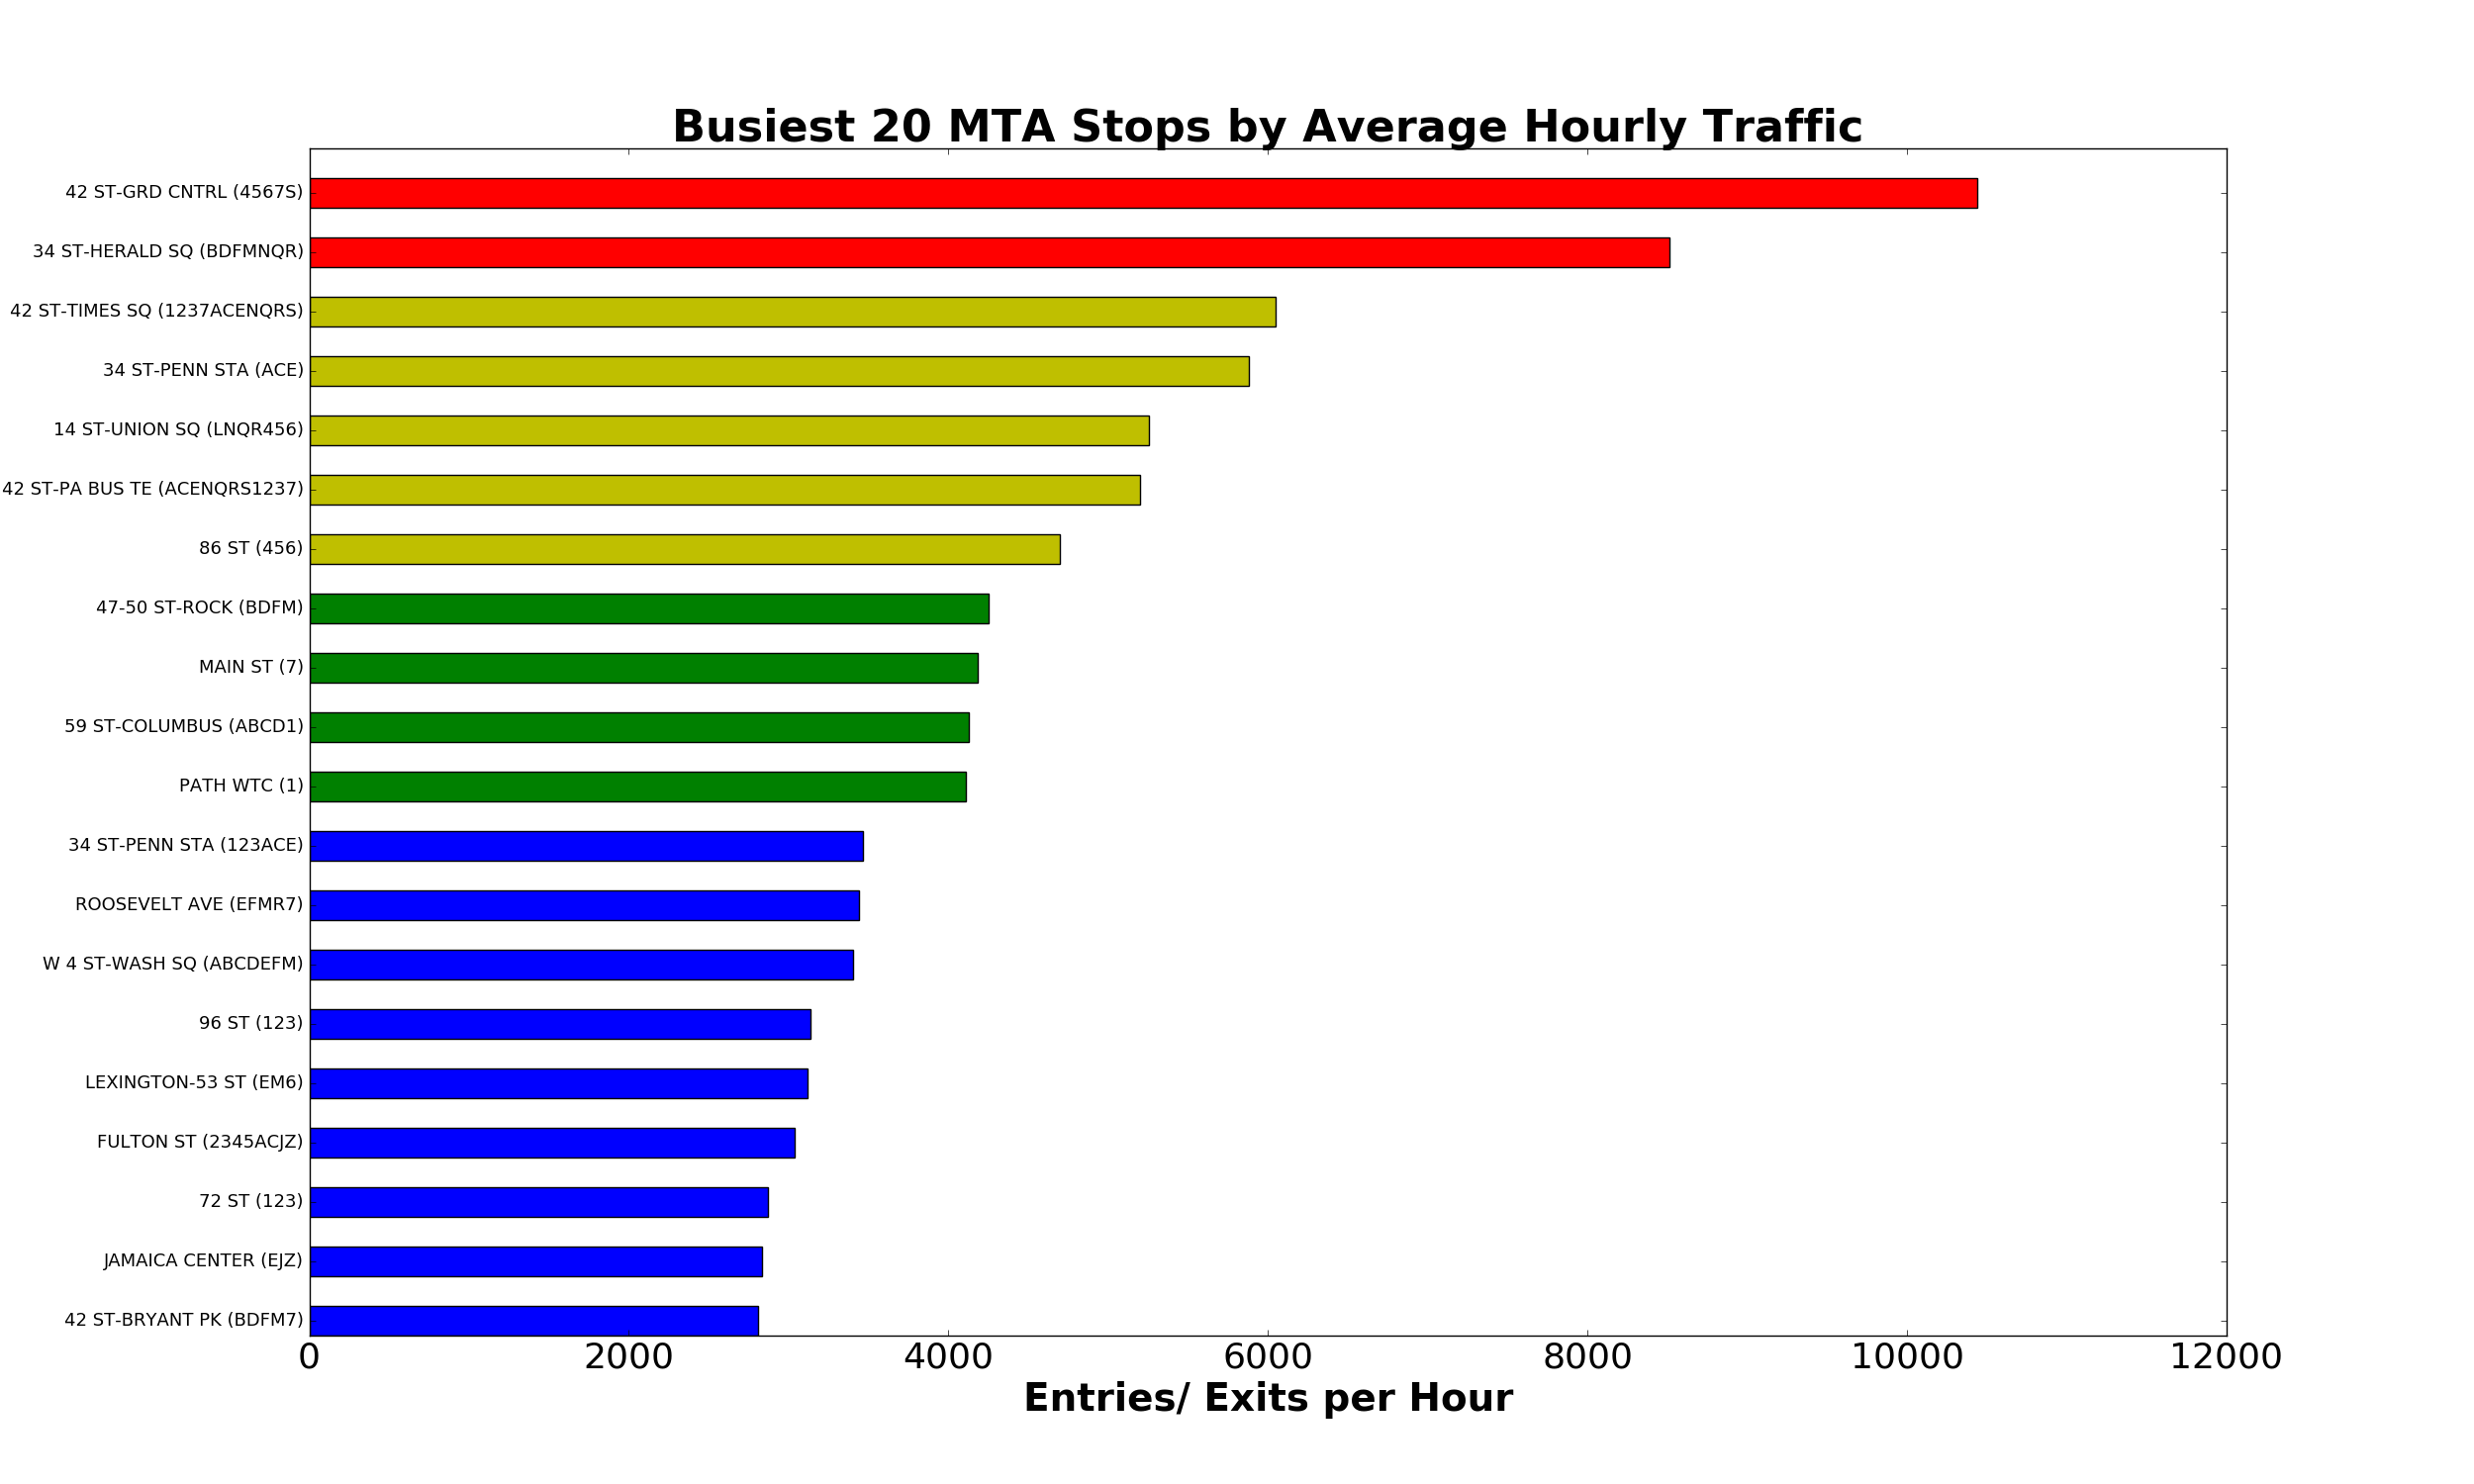 Busiest 20 MTA Stops by Average Hourly Traffic
42 ST-GRD CNTRL (4567S)
34 ST-HERALD SQ (BDFMNQR)
42 ST-TIMES SQ (1237ACENQRS)
34 ST-PENN STA (ACE)
14 ST-UNION SQ (LNQR456)
42 ST-PA BUS TE (ACENQRS1237)
86 ST (456)
47-50 ST-ROCK (BDFM)
MAIN ST (7)
59 ST-COLUMBUS (ABCD1)
PATH WTC (1)
34 ST-PENN STA (123ACE)
ROOSEVELT AVE (EFMR7)
W 4 ST-WASH SQ (ABCDEFM)
96 ST (123)
LEXINGTON-53 ST (EM6)
FULTON ST (2345ACJZ)
72 ST (123)
JAMAICA CENTER (EJZ)
42 ST-BRYANT PK (BDFM7)
0 2000 4000 6000 8000 10000 12000
Entries/ Exits per Hour